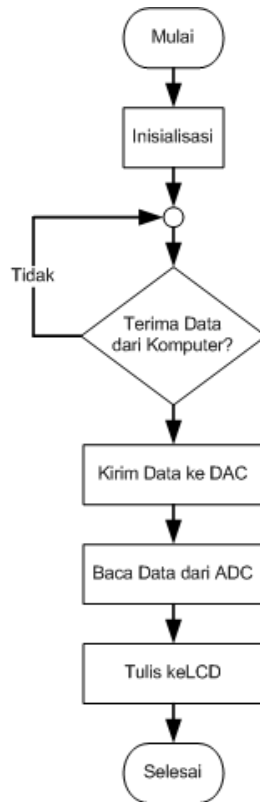 Mulai
Inisialisasi
Tidak
Terima Data
dari Komputer?
Kirim Data ke DAC
Baca Data dari ADC
Tulis keLCD
Selesai